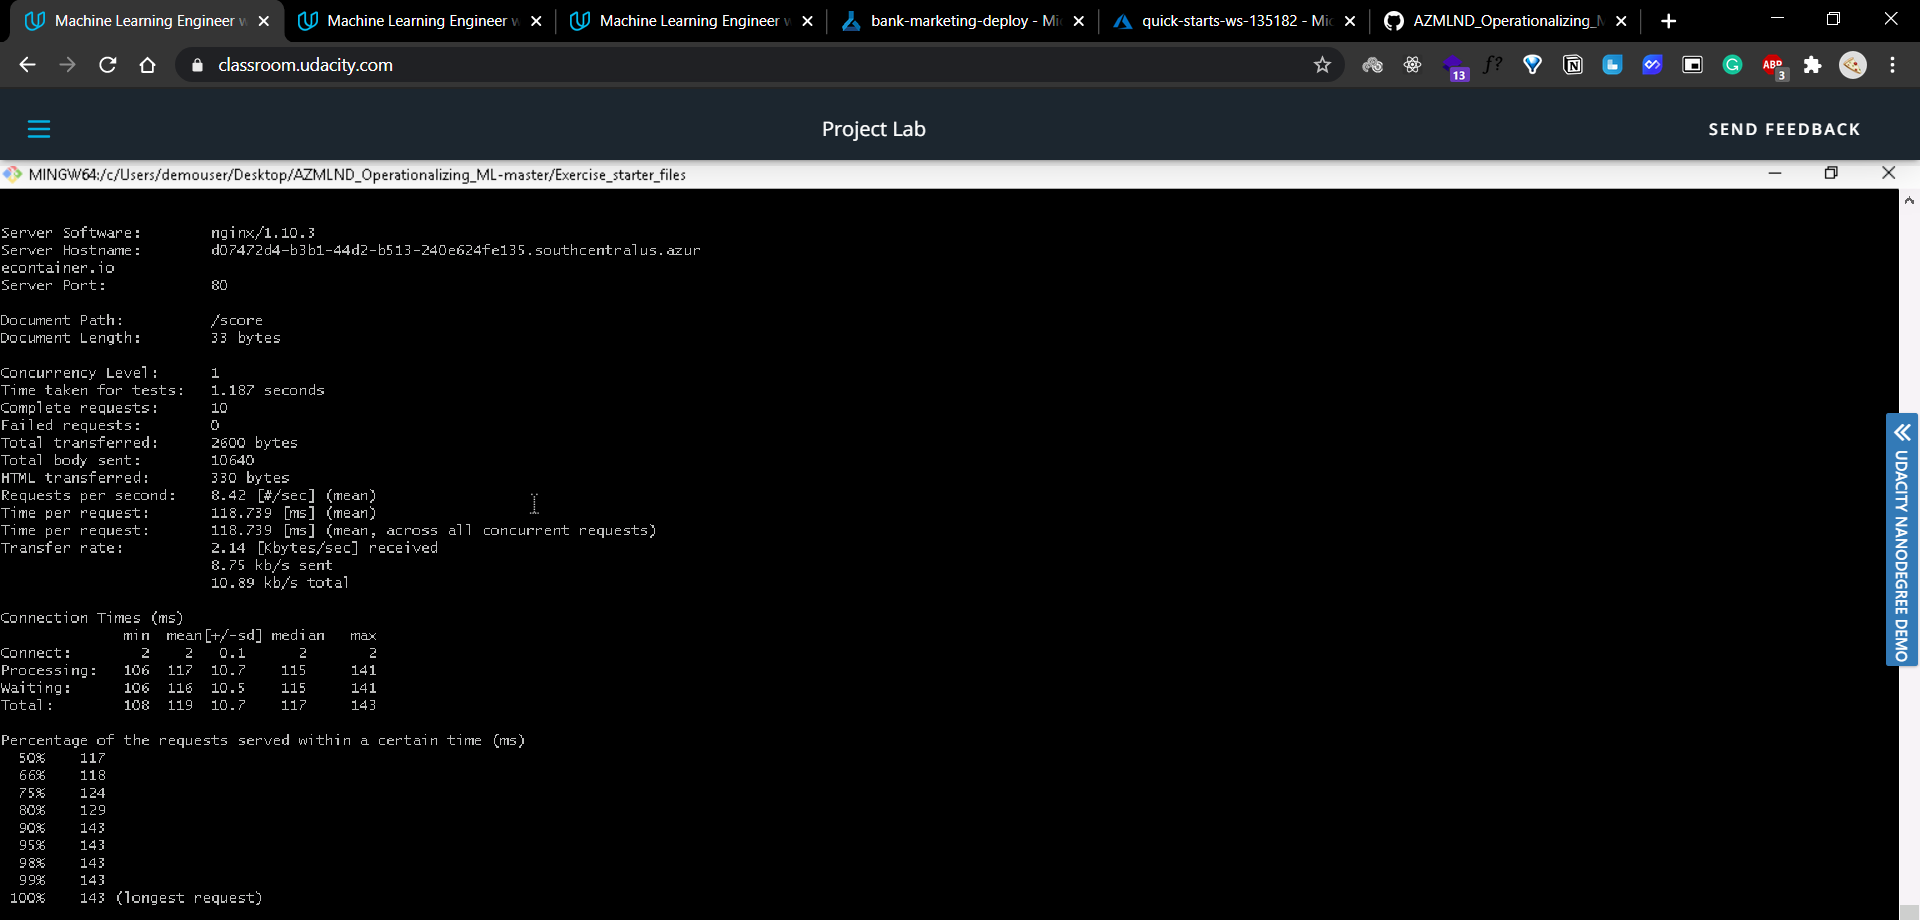 Machine Learning Engineer w
Machine Learning Engineer w
Machine Learning Engineer w
bank-marketing-deploy - Mi
quick-starts-ws-135182 - Mic
AZMLND_Operationalizing_M
classroom.udacity.com
13
f?
ABP
3
Project Lab
SEND FEEDBACK
MINGW64:/c/Users/demouser/Desktop/AZMLND_Operationalizing_ML-master/Exercise_starter_files
Server Software: nginx/1.10.3
Server Hostname: d07472d4-b3b1-44d2-b513-240e624fe135.southcentralus.azur
econtainer.io
Server Port: 80
Document Path: /score
Document Length: 33 bytes
Concurrency Level: 1
Time taken for tests: 1.187 seconds
Complete requests: 10
Failed requests: 0
Total transferred: 2600 bytes
Total body sent: 10640
HTML transferred: 330 bytes
Requests per second: 8.42 [#/sec] (mean)
Time per request: 118.739 [ms] (mean)
Time per request: 118.739 [ms] (mean, across all concurrent requests)
Transfer rate: 2.14 [Kbytes/sec] received
8.75 kb/s sent
10.89 kb/s total
Connection Times (ms)
min mean[+/-sd] median max
Connect: 2 2 0.1 2 2
Processing: 106 117 10.7 115 141
Waiting: 106 116 10.5 115 141
Total: 108 119 10.7 117 143
Percentage of the requests served within a certain time (ms)
50% 117
66% 118
75% 124
80% 129
90% 143
95% 143
98% 143
99% 143
100% 143 (longest request)
UDACITY NANODEGREE DEMO